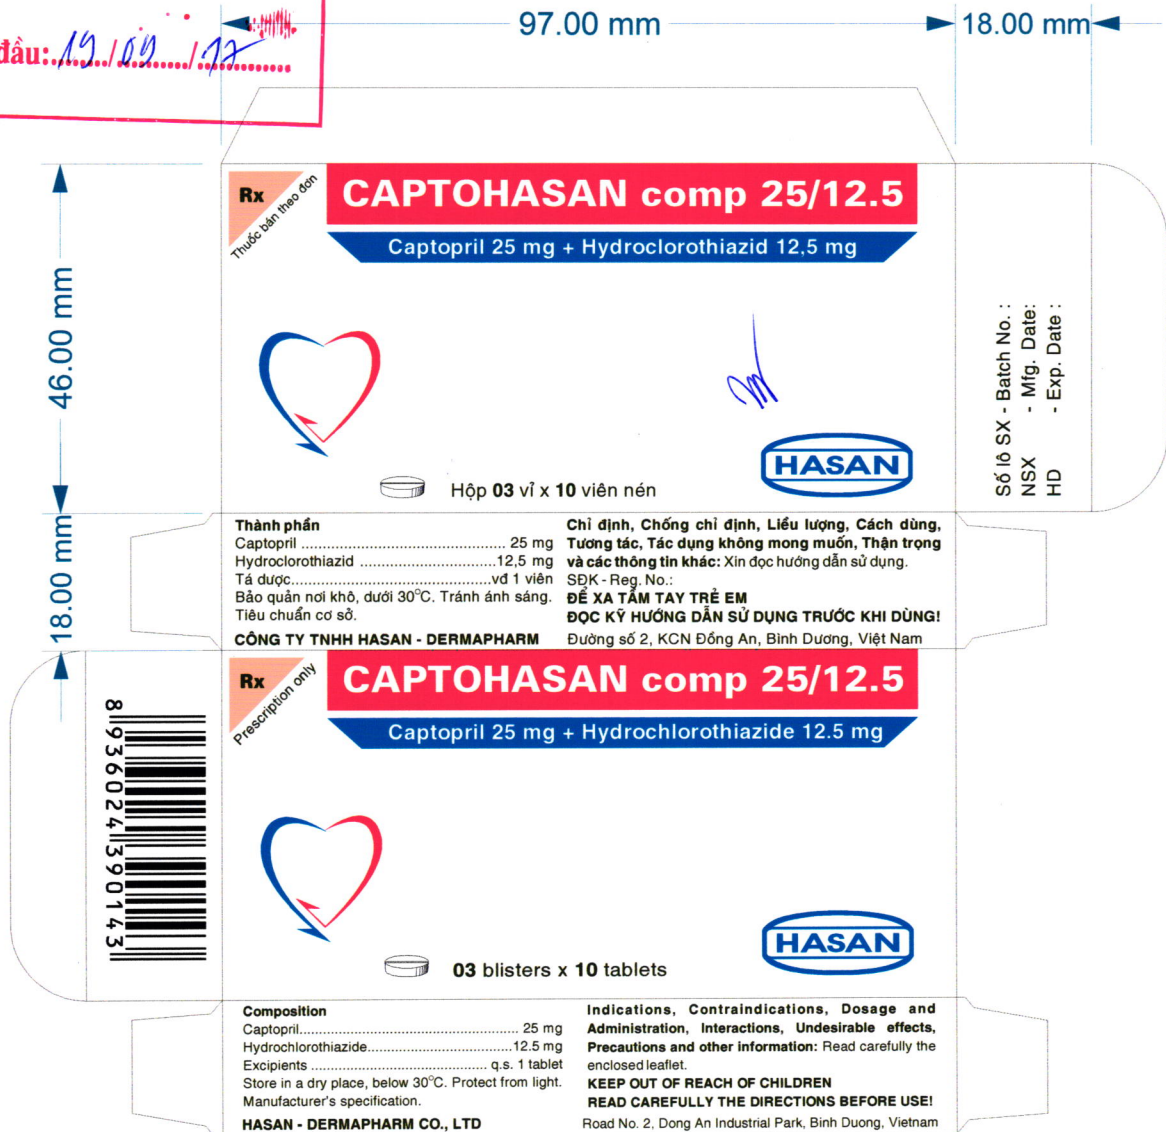 97.00 mm
18.00 mm
đầu: 19/09/17
46.00 mm
18.00 mm
Rx
Thuốc bán theo đơn
CAPTOHASAN comp 25/12.5
Captopril 25 mg + Hydroclorothiazid 12,5 mg
HASAN
Hộp 03 vỉ x 10 viên nén
Số lô SX - Batch No. :
NSX - Mfg. Date:
HD - Exp. Date :
Thành phần
Captopril ............................................. 25 mg
Hydroclorothiazid ..............................12,5 mg
Tá dược............................................vđ 1 viên
Bảo quản nơi khô, dưới 30°C. Tránh ánh sáng.
Tiêu chuẩn cơ sở.
CÔNG TY TNHH HASAN - DERMAPHARM
Chỉ định, Chống chỉ định, Liều lượng, Cách dùng,
Tương tác, Tác dụng không mong muốn, Thận trọng
và các thông tin khác: Xin đọc hướng dẫn sử dụng.
SĐK - Reg. No.:
ĐỂ XA TẦM TAY TRẺ EM
ĐỌC KỸ HƯỚNG DẪN SỬ DỤNG TRƯỚC KHI DÙNG!
Đường số 2, KCN Đồng An, Bình Dương, Việt Nam
Rx
Prescription only
CAPTOHASAN comp 25/12.5
Captopril 25 mg + Hydrochlorothiazide 12.5 mg
8 936024 390143
HASAN
03 blisters x 10 tablets
Composition
Captopril................................................ 25 mg
Hydrochlorothiazide................................12.5 mg
Excipients ....................................... q.s. 1 tablet
Store in a dry place, below 30°C. Protect from light.
Manufacturer's specification.
HASAN - DERMAPHARM CO., LTD
Indications, Contraindications, Dosage and
Administration, Interactions, Undesirable effects,
Precautions and other information: Read carefully the
enclosed leaflet.
KEEP OUT OF REACH OF CHILDREN
READ CAREFULLY THE DIRECTIONS BEFORE USE!
Road No. 2, Dong An Industrial Park, Binh Duong, Vietnam